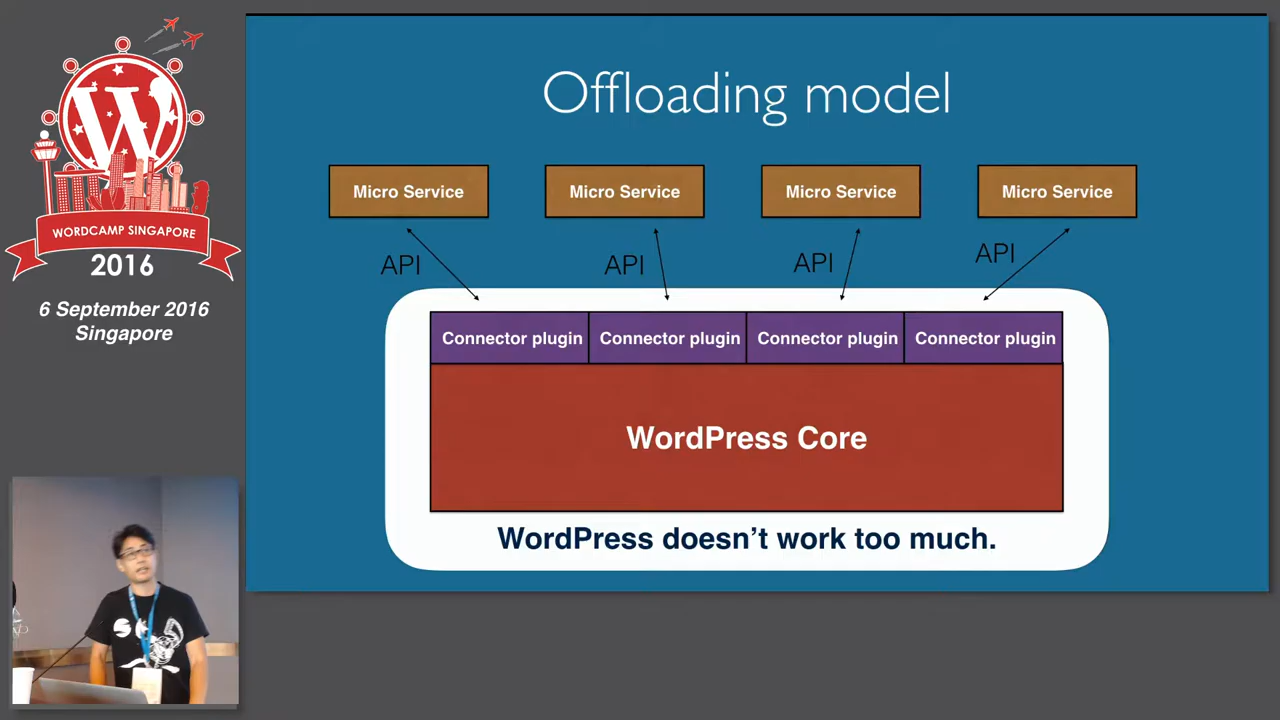 WORDCAMP SINGAPORE
2016
6 September 2016
Singapore
Offloading model
Micro Service
Micro Service
Micro Service
Micro Service
API
API
API
API
Connector plugin
Connector plugin
Connector plugin
Connector plugin
WordPress Core
WordPress doesn't work too much.